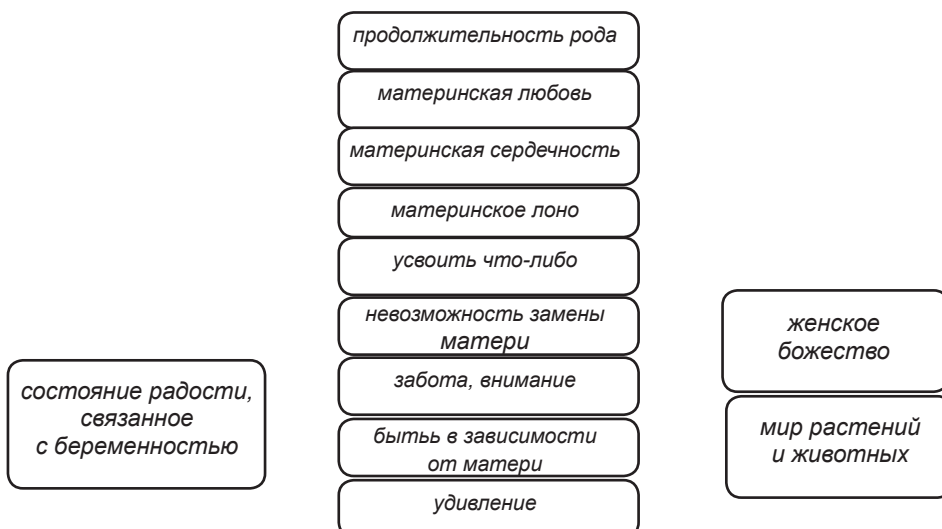 продолжительность рода
материнская любовь
материнская сердечность
материнское лоно
усвоить что-либо
невозможность замены
матери
забота, внимание
бытьь в зависимости
от матери
удивление
состояние радости,
связанное
с беременностью
женское
божество
мир растений
и животных